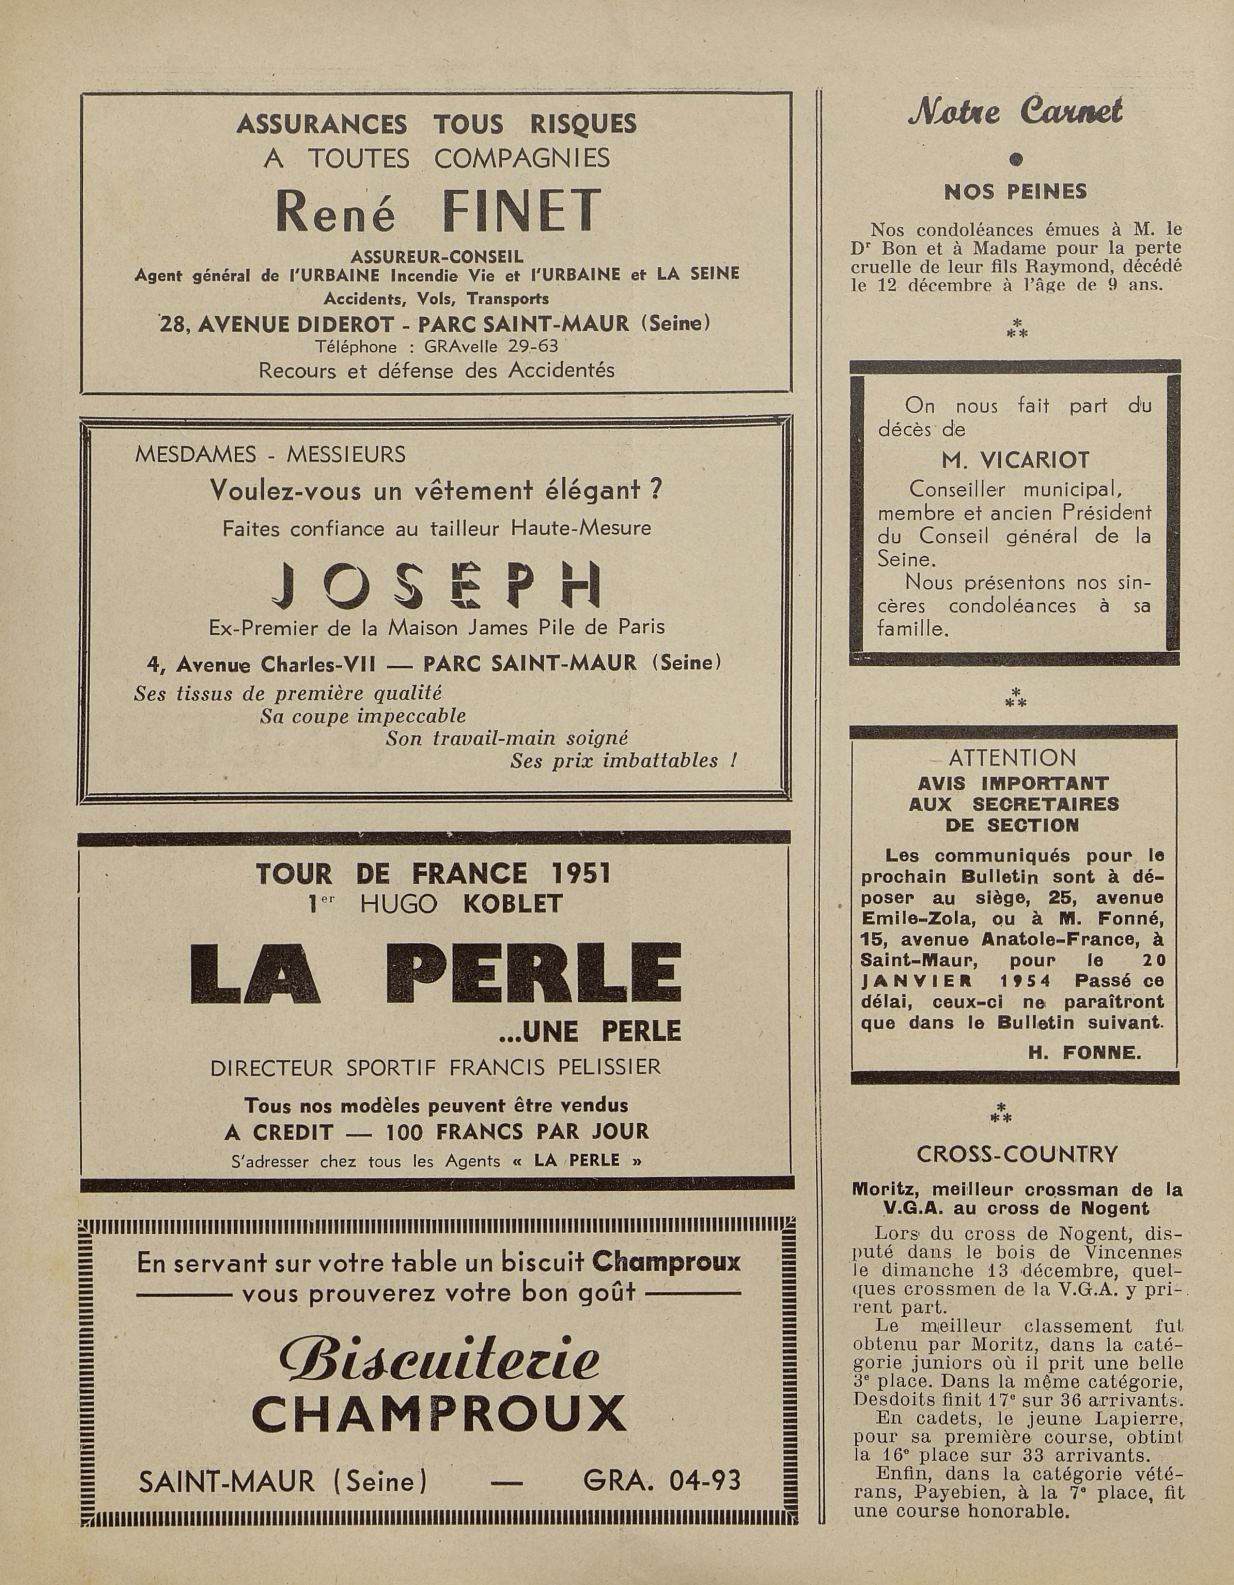 ASSURANCES TOUS RISQUES
A TOUTES COMPAGNIES
René FINET
ASSUREUR-CONSEIL
Agent général de l'URBAINE Incendie Vie et l'URBAINE et LA SEINE
Accidents, Vols, Transports
28, AVENUE DIDEROT - PARC SAINT-MAUR (Seine)
Téléphone : GRAvelle 29-63
Recours et défense des Accidentés
MESDAMES - MESSIEURS
Voulez-vous un vêtement élégant ?
Faites confiance au tailleur Haute-Mesure
JOSEPH
Ex-Premier de la Maison James Pile de Paris
4, Avenue Charles-VII — PARC SAINT-MAUR (Seine)
Ses tissus de première qualité
Sa coupe impeccable
Son travail-main soigné
Ses prix imbattables !
TOUR DE FRANCE 1951
1er HUGO KOBLET
LA PERLE
...UNE PERLE
DIRECTEUR SPORTIF FRANCIS PELISSIER
Tous nos modèles peuvent être vendus
A CREDIT — 100 FRANCS PAR JOUR
S'adresser chez tous les Agents « LA PERLE »
En servant sur votre table un biscuit Champroux
vous prouverez votre bon goût
Biscuiterie
CHAMPROUX
SAINT-MAUR (Seine) — GRA. 04-93
Notre Carnet
●
NOS PEINES
Nos condoléances émues à M. le
Dr Bon et à Madame pour la perte
cruelle de leur fils Raymond, décédé
le 12 décembre à l'âge de 9 ans.
*
**
On nous fait part du
décès de
M. VICARIOT
Conseiller municipal,
membre et ancien Président
du Conseil général de la
Seine.
Nous présentons nos sin-
cères condoléances à sa
famille.
*
**
ATTENTION
AVIS IMPORTANT
AUX SECRETAIRES
DE SECTION
Les communiqués pour le
prochain Bulletin sont à dé-
poser au siège, 25, avenue
Emile-Zola, ou à M. Fonné,
15, avenue Anatole-France, à
Saint-Maur, pour le 20
JANVIER 1954 Passé ce
délai, ceux-ci ne paraîtront
que dans le Bulletin suivant.
H. FONNE.
*
**
CROSS-COUNTRY
Moritz, meilleur crossman de la
V.G.A. au cross de Nogent
Lors du cross de Nogent, dis-
puté dans le bois de Vincennes
le dimanche 13 décembre, quel-
ques crossmen de la V.G.A. y pri-
rent part.
Le meilleur classement fut
obtenu par Moritz, dans la caté-
gorie juniors où il prit une belle
3e place. Dans la même catégorie,
Desdoits finit 17e sur 36 arrivants.
En cadets, le jeune Lapierre,
pour sa première course, obtint
la 16e place sur 33 arrivants.
Enfin, dans la catégorie vété-
rans, Payebien, à la 7e place, fit
une course honorable.